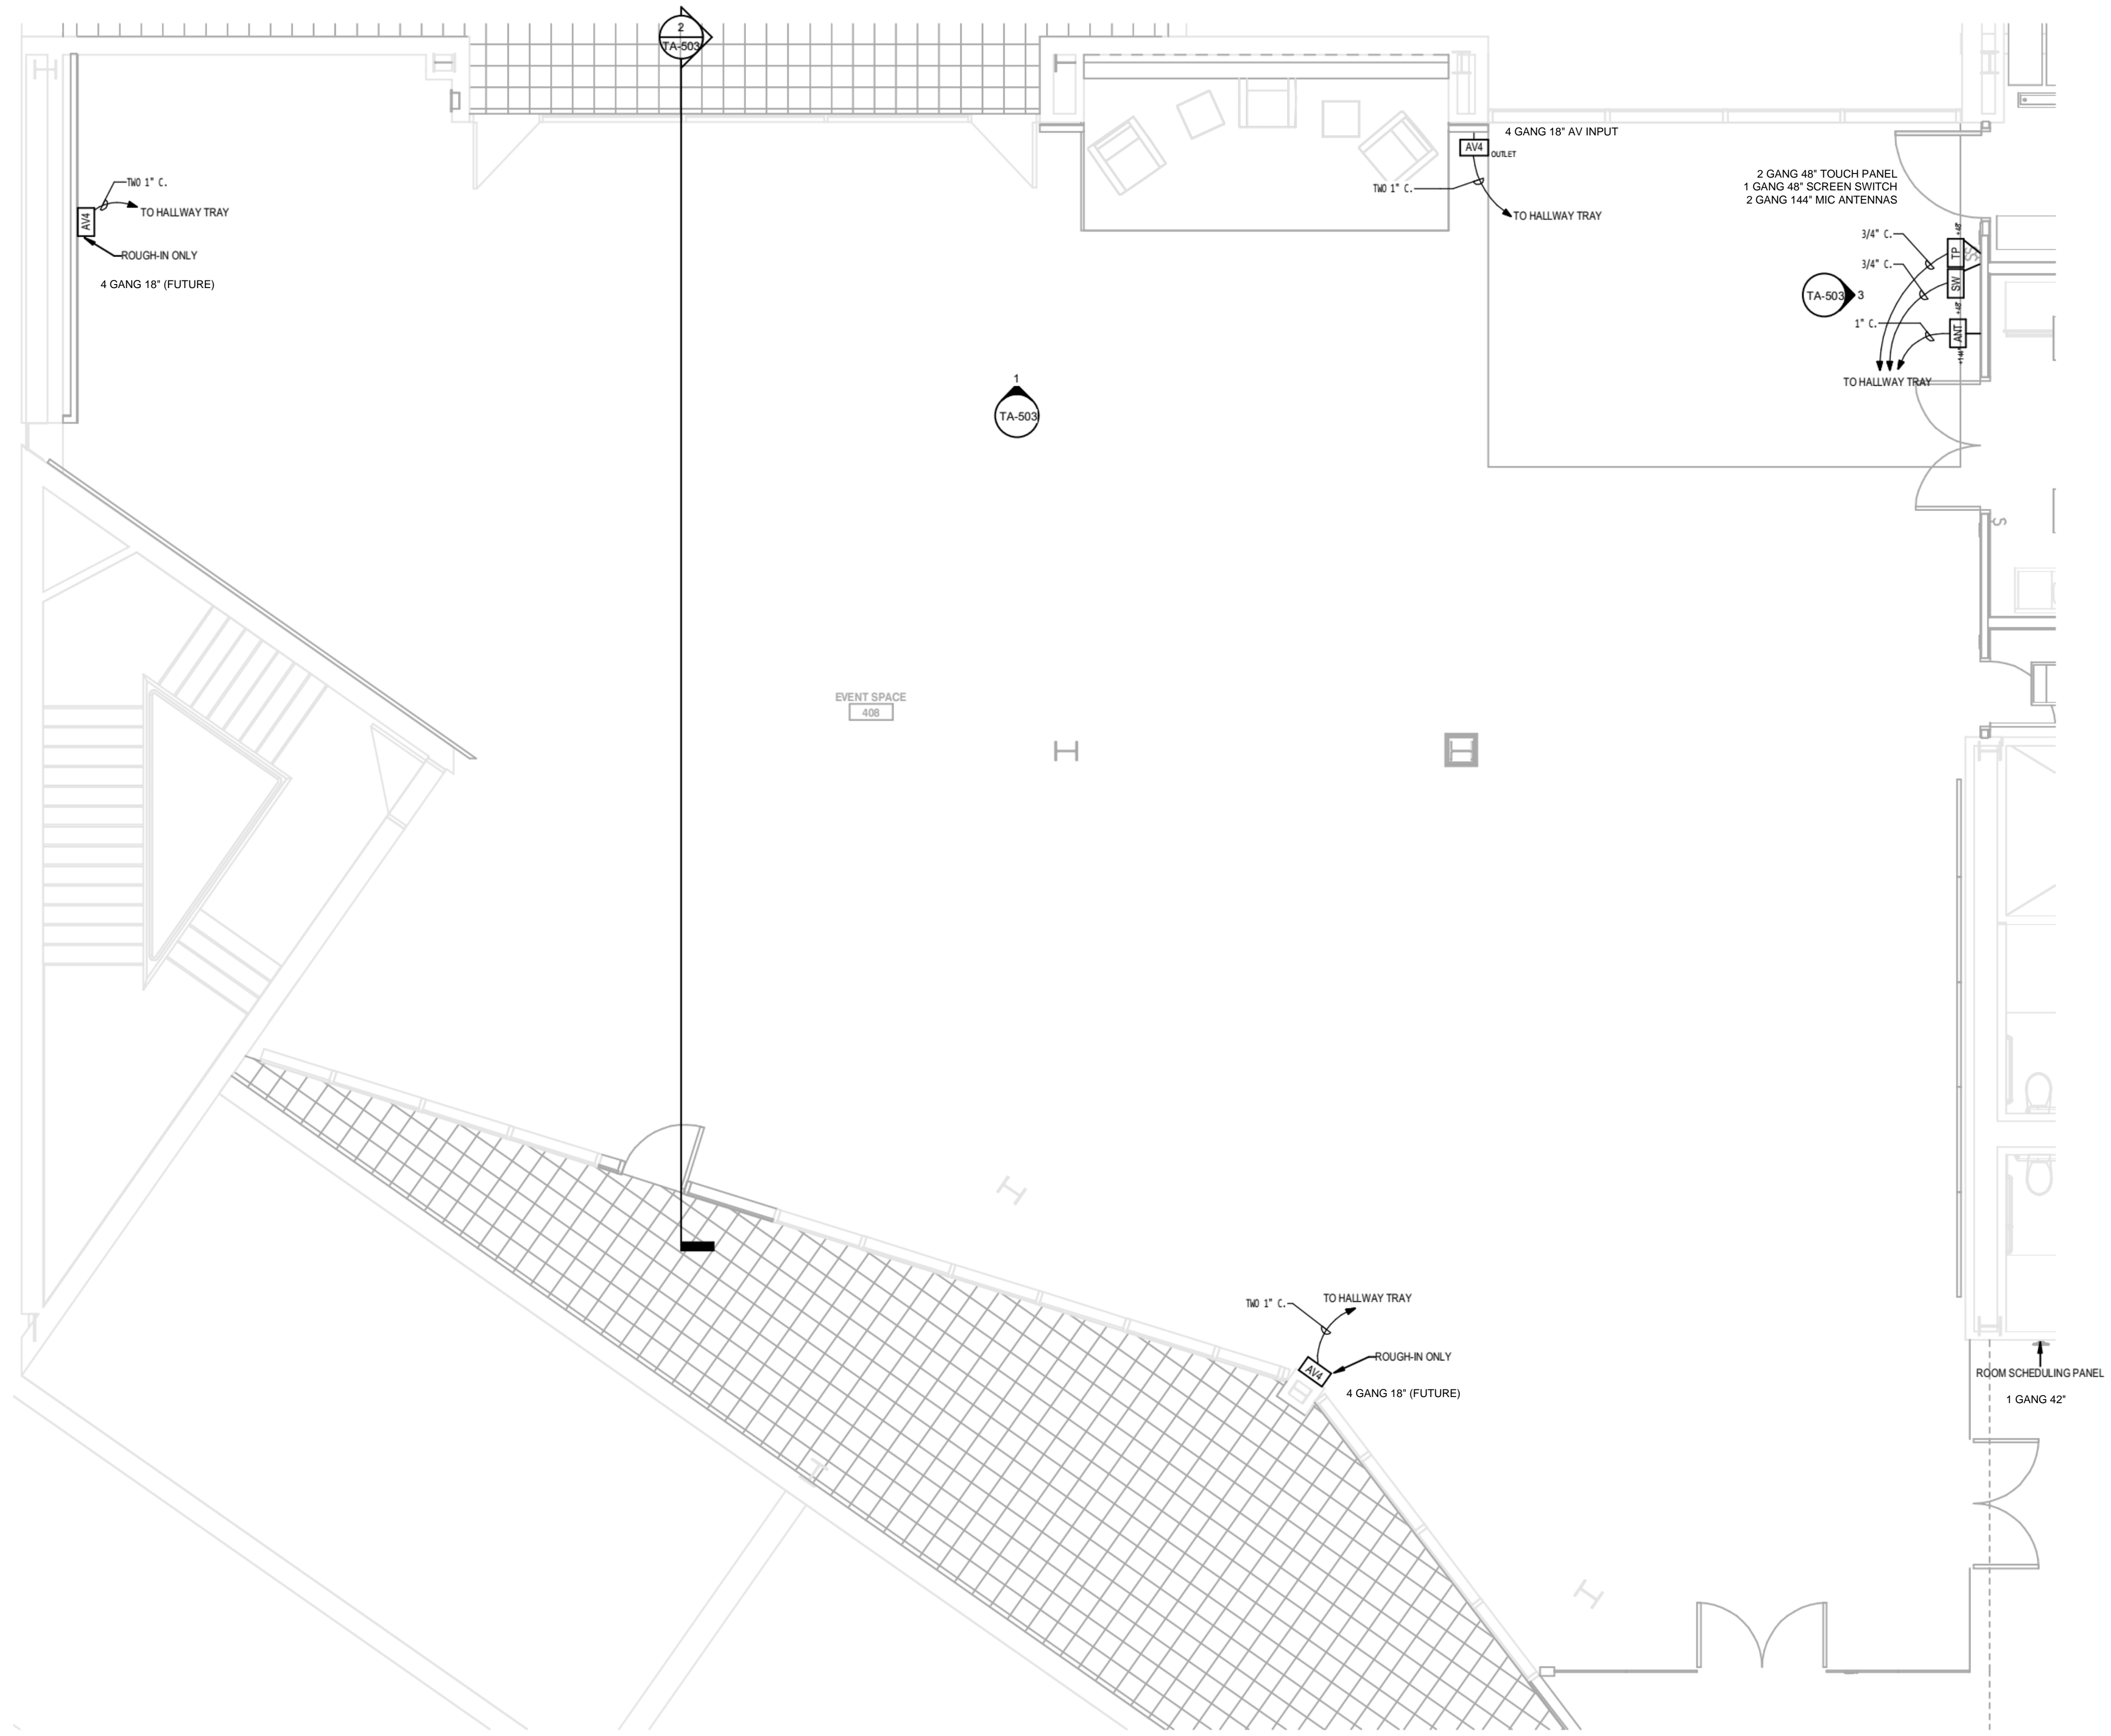 2
TA-503
4 GANG 18" AV INPUT
AV4
OUTLET
TWO 1" C.
TO HALLWAY TRAY
2 GANG 48" TOUCH PANEL
1 GANG 48" SCREEN SWITCH
2 GANG 144" MIC ANTENNAS
TWO 1" C.
TO HALLWAY TRAY
AV4
ROUGH-IN ONLY
4 GANG 18" (FUTURE)
3/4" C.
3/4" C.
TP
SW
TA-503
3
1" C.
ANT
TO HALLWAY TRAY
1
TA-503
EVENT SPACE
408
TWO 1" C.
TO HALLWAY TRAY
AV4
ROUGH-IN ONLY
4 GANG 18" (FUTURE)
ROOM SCHEDULING PANEL
1 GANG 42"